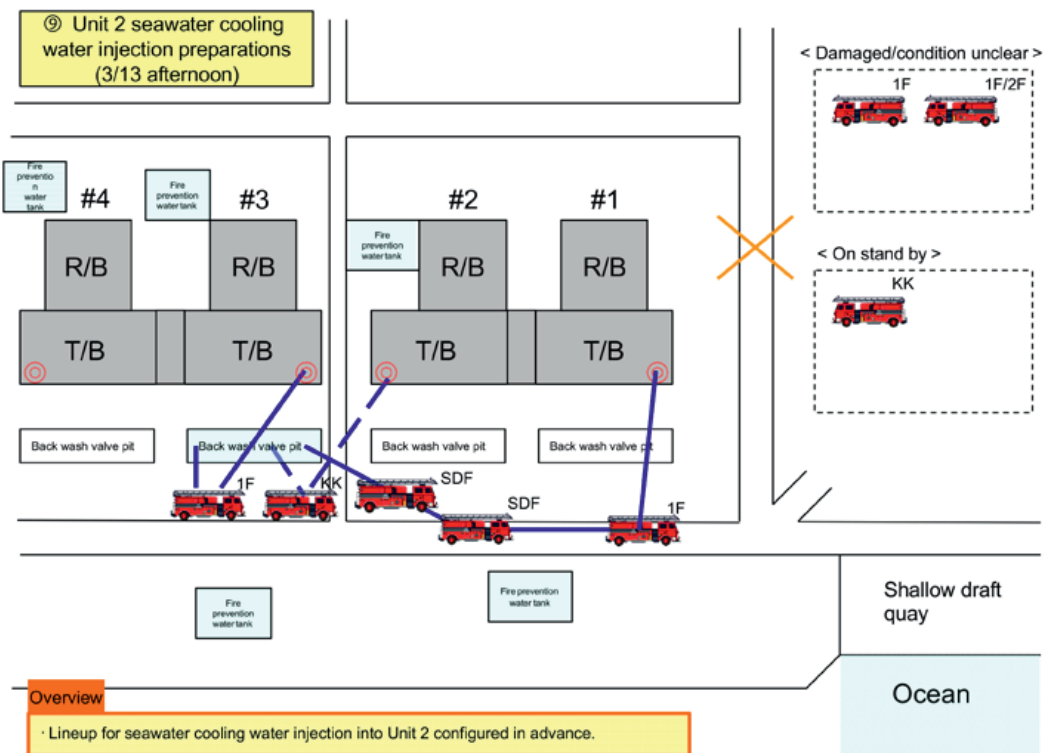 ⑨ Unit 2 seawater cooling
water injection preparations
(3/13 afternoon)
< Damaged/condition unclear >
1F
1F/2F
Fire
preventio
n
water
tank
#4
Fire
prevention
water tank
#3
#2
#1
Fire
prevention
water tank
R/B
R/B
R/B
R/B
< On stand by >
KK
T/B
T/B
T/B
T/B
Back wash valve pit
Back wash valve pit
Back wash valve pit
Back wash valve pit
1F
KK
SDF
SDF
1F
Fire
prevention
water tank
Fire prevention
water tank
Shallow draft
quay
Ocean
Overview
· Lineup for seawater cooling water injection into Unit 2 configured in advance.